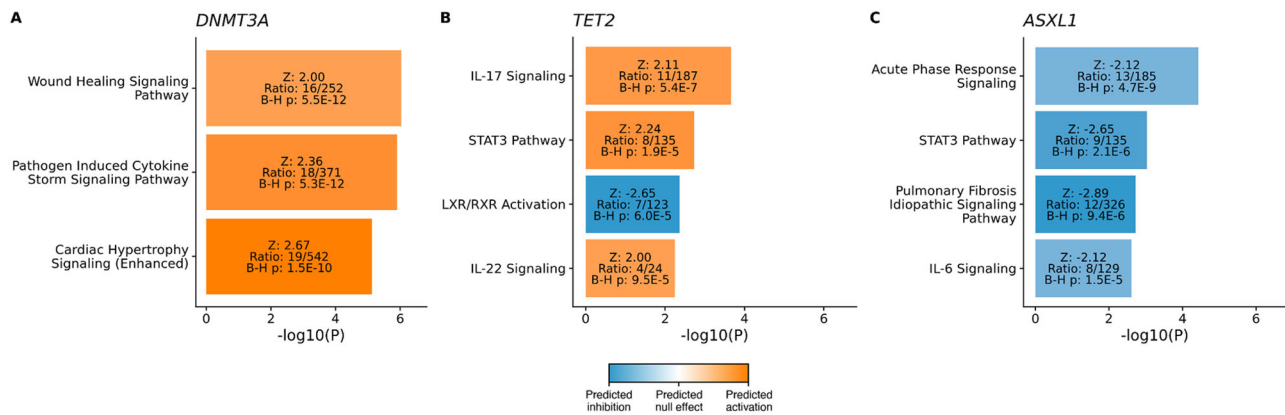 A
DNMT3A
Wound Healing Signaling
Pathway
Z: 2.00
Ratio: 16/252
B-H p: 5.5E-12
Pathogen Induced Cytokine
Storm Signaling Pathway
Z: 2.36
Ratio: 18/371
B-H p: 5.3E-12
Cardiac Hypertrophy
Signaling (Enhanced)
Z: 2.67
Ratio: 19/542
B-H p: 1.5E-10
0 2 4 6
-log10(P)
B
TET2
IL-17 Signaling
Z: 2.11
Ratio: 11/187
B-H p: 5.4E-7
STAT3 Pathway
Z: 2.24
Ratio: 8/135
B-H p: 1.9E-5
LXR/RXR Activation
Z: -2.65
Ratio: 7/123
B-H p: 6.0E-5
IL-22 Signaling
Z: 2.00
Ratio: 4/24
B-H p: 9.5E-5
0 2 4 6
-log10(P)
C
ASXL1
Acute Phase Response
Signaling
Z: -2.12
Ratio: 13/185
B-H p: 4.7E-9
STAT3 Pathway
Z: -2.65
Ratio: 9/135
B-H p: 2.1E-6
Pulmonary Fibrosis
Idiopathic Signaling
Pathway
Z: -2.89
Ratio: 12/326
B-H p: 9.4E-6
IL-6 Signaling
Z: -2.12
Ratio: 8/129
B-H p: 1.5E-5
0 2 4 6
-log10(P)
Predicted Predicted Predicted
inhibition null effect activation